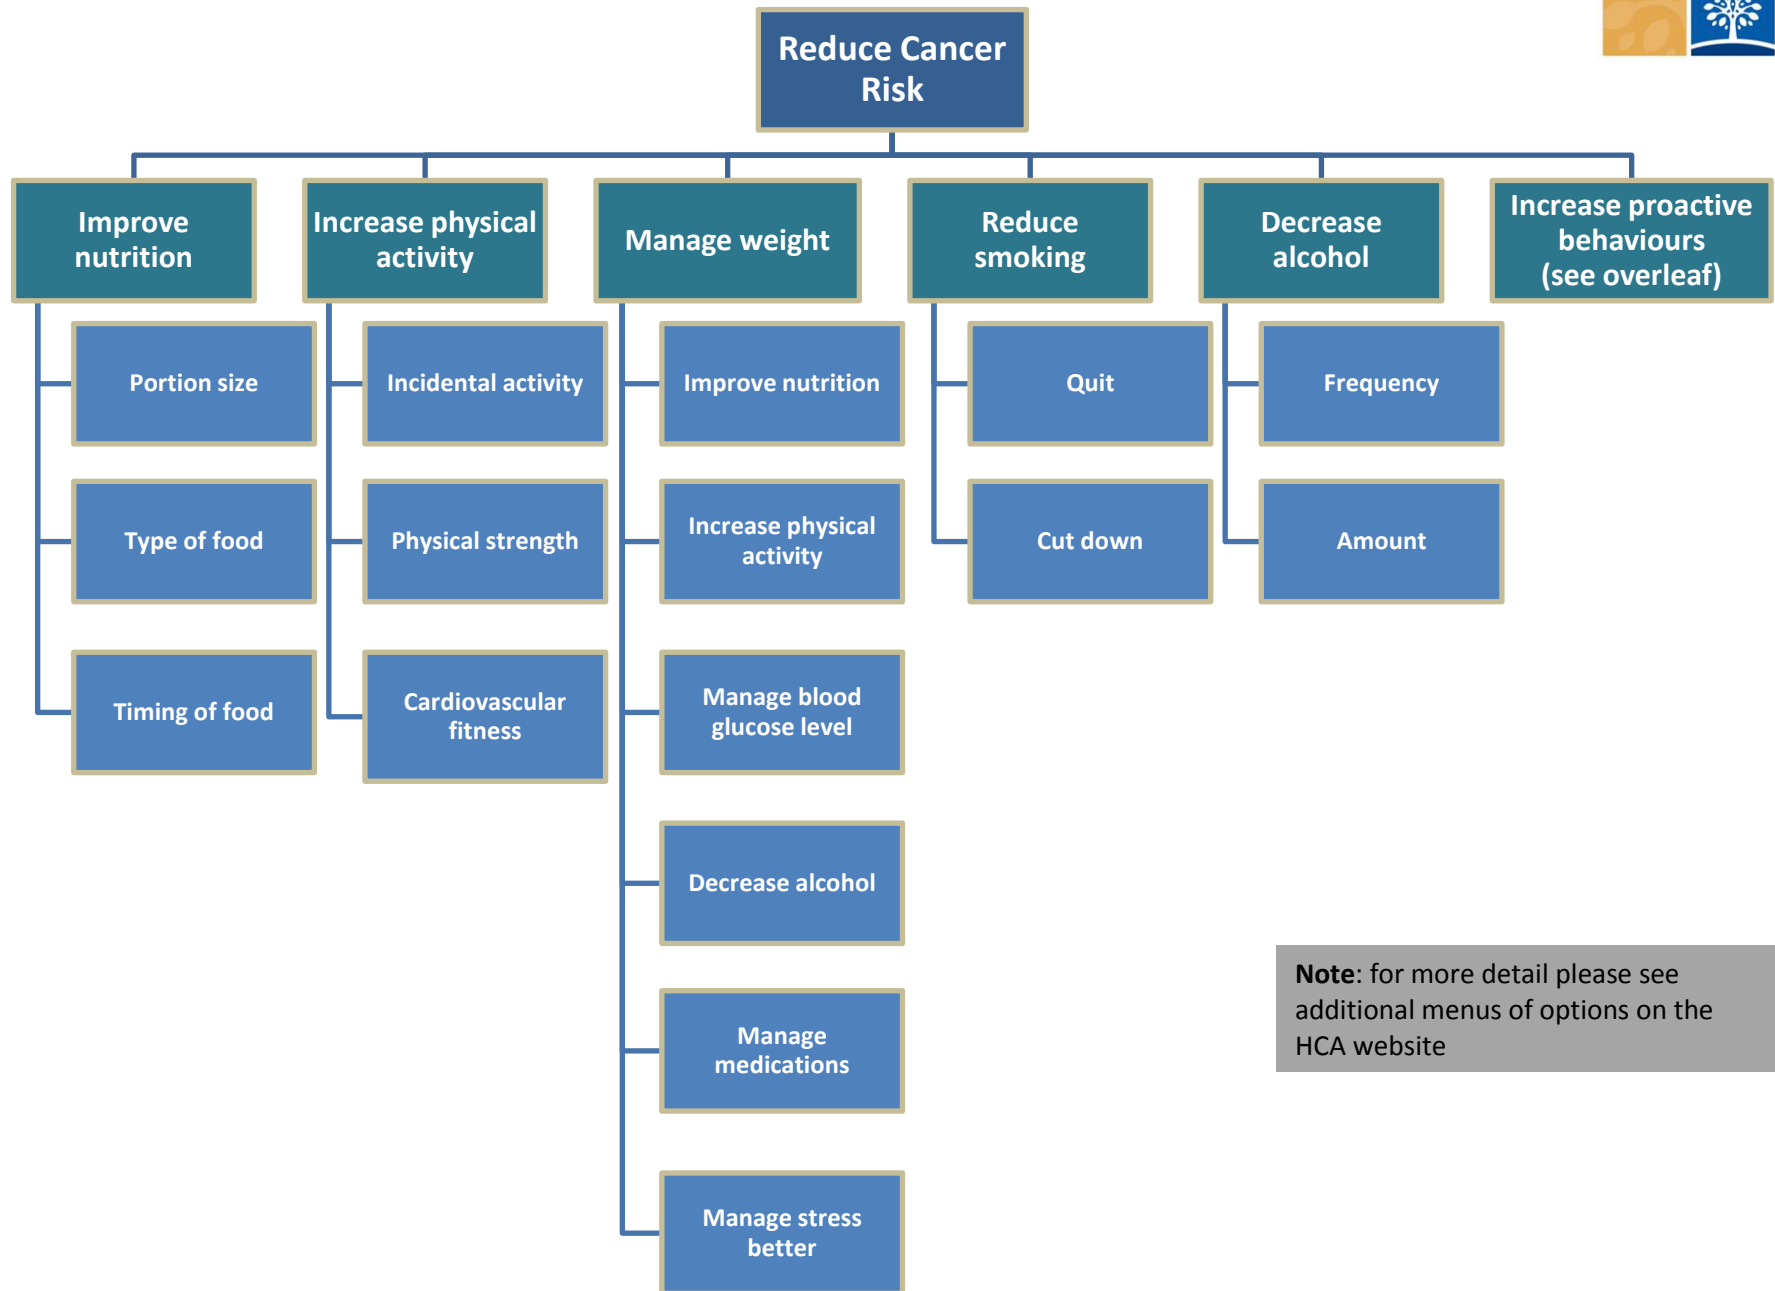 Reduce Cancer
Risk
Improve
nutrition
Increase physical
activity
Manage weight
Reduce
smoking
Decrease
alcohol
Increase proactive
behaviours
(see overleaf)
Portion size
Type of food
Timing of food
Incidental activity
Physical strength
Cardiovascular
fitness
Improve nutrition
Increase physical
activity
Manage blood
glucose level
Decrease alcohol
Manage
medications
Manage stress
better
Quit
Cut down
Frequency
Amount
Note: for more detail please see
additional menus of options on the
HCA website